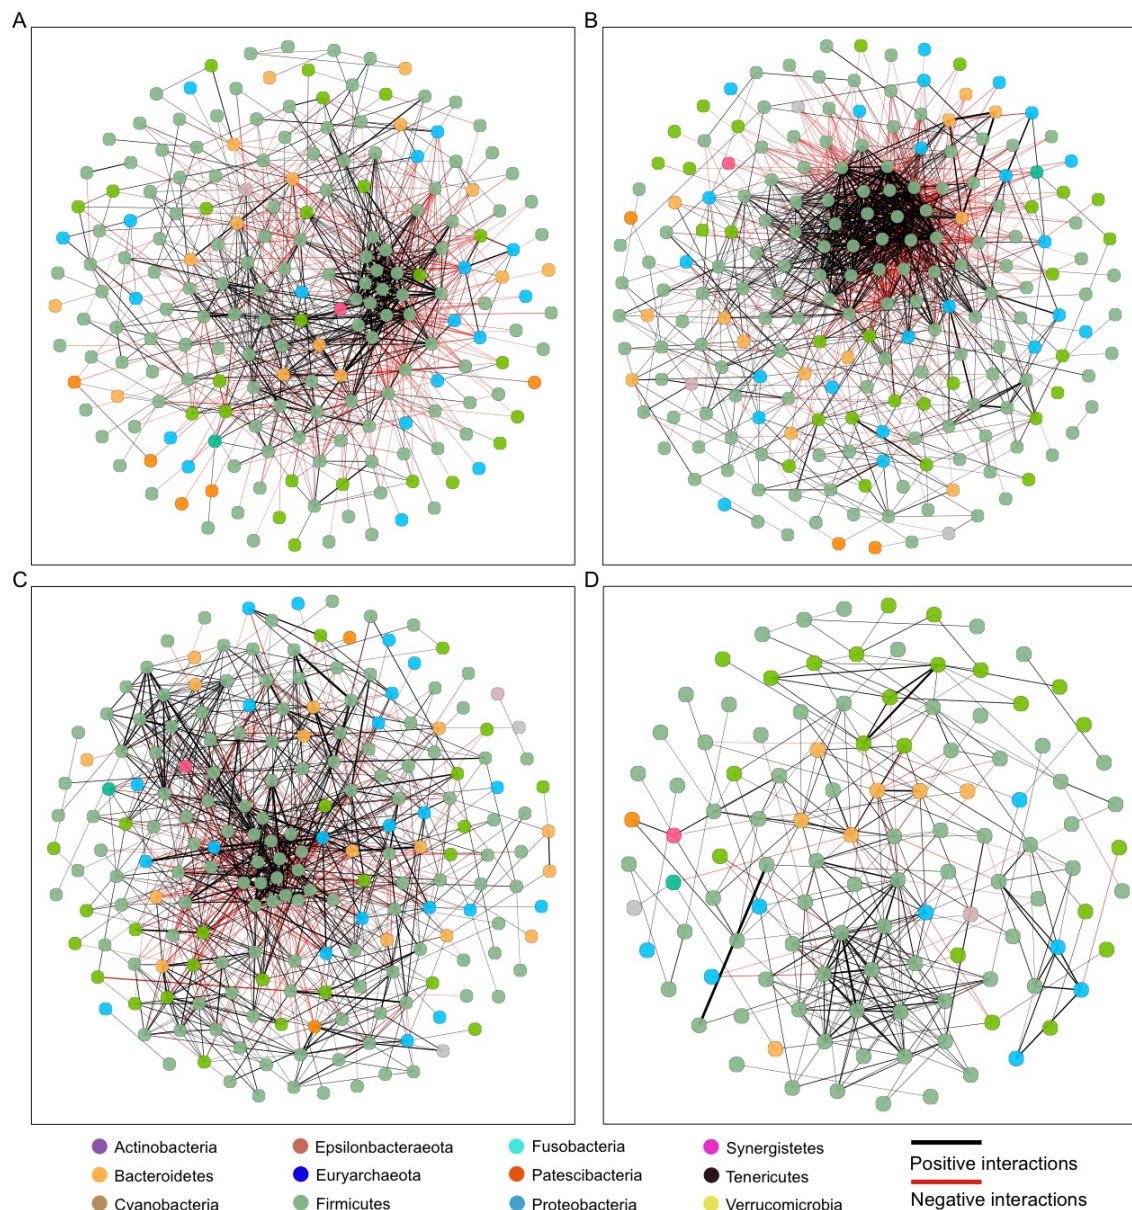 A
B
C
D
Actinobacteria
Epsilonbacteraeota
Fusobacteria
Synergistetes
Bacteroidetes
Euryarchaeota
Patescibacteria
Tenericutes
Positive interactions
Cyanobacteria
Firmicutes
Proteobacteria
Verrucomicrobia
Negative interactions